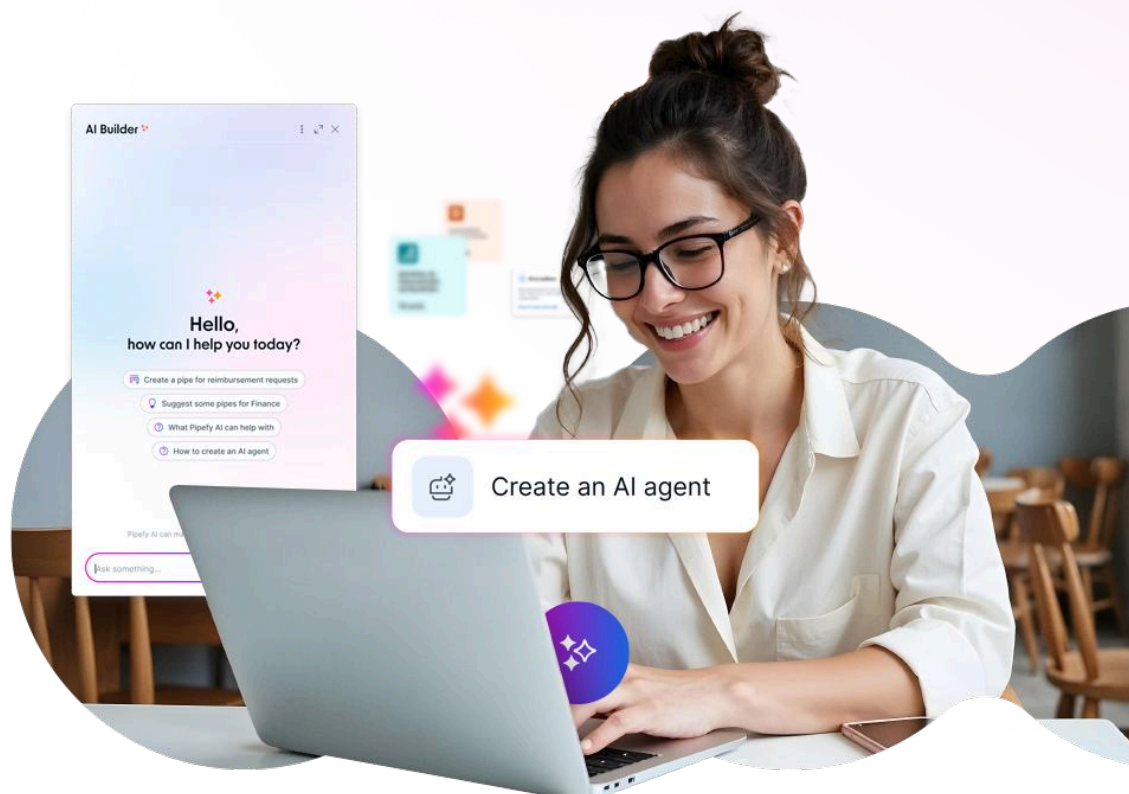 AI Builder
Hello,
how can I help you today?
Create a pipe for reimbursement requests
Suggest some pipes for Finance
What Pipefy AI can help with
How to create an AI agent
Pipefy AI can
Ask something...
Create an AI agent